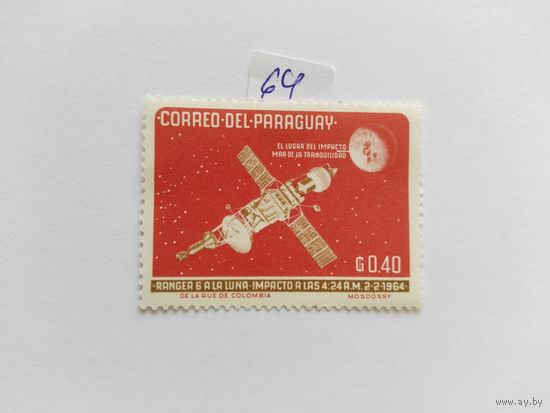 64
·CORREO·DEL·PARAGUAY·
EL LUGAR DEL IMPACTO
MAR DE LA TRANQUILIDAD
₲0.40
·RANGER 6 A LA LUNA·IMPACTO A LAS 4:24 A.M. 2·2·1964·
DE LA RUE DE COLOMBIA MOSDOSSY
www.ay.by